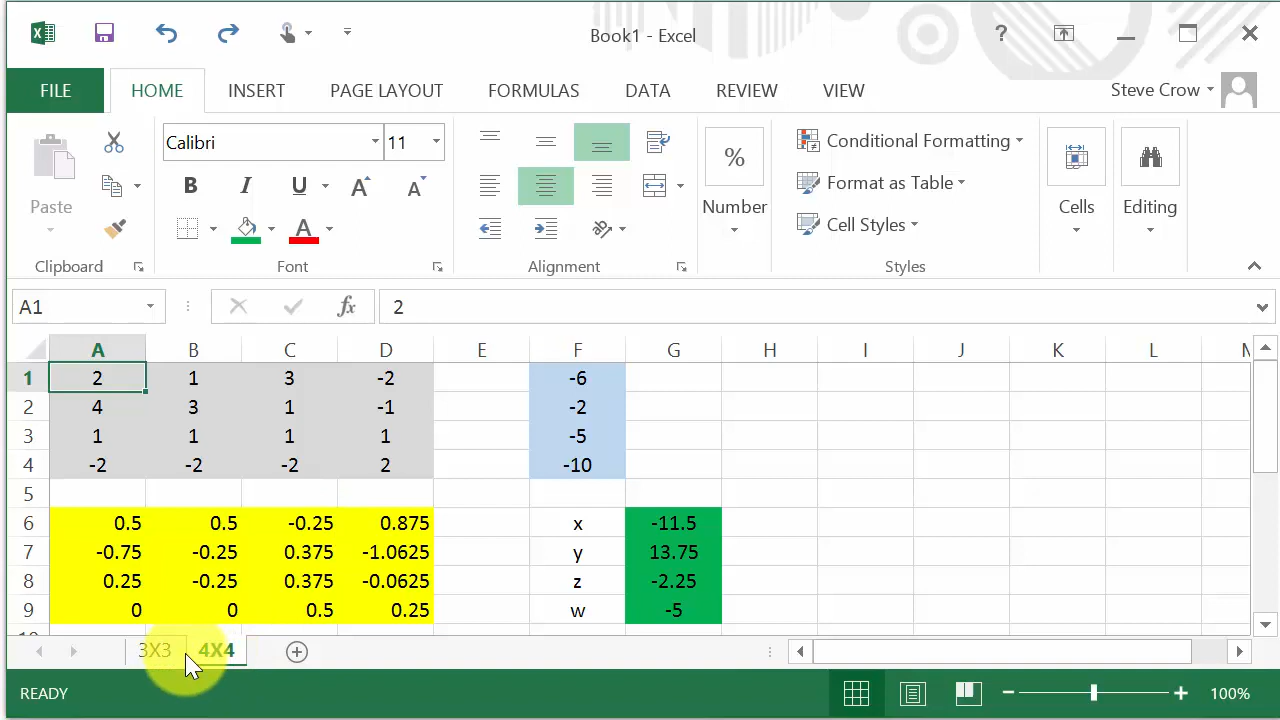 Book1 - Excel
?
FILE HOME INSERT PAGE LAYOUT FORMULAS DATA REVIEW VIEW Steve Crow
Calibri 11
%
Conditional Formatting
Format as Table
Cell Styles
Paste
B I U A A
A
Number
Cells
Editing
Clipboard Font Alignment Styles
A1 fx 2
A B C D E F G H I J K L M
1 2 1 3 -2 -6
2 4 3 1 -1 -2
3 1 1 1 1 -5
4 -2 -2 -2 2 -10
5
6 0.5 0.5 -0.25 0.875 x -11.5
7 -0.75 -0.25 0.375 -1.0625 y 13.75
8 0.25 -0.25 0.375 -0.0625 z -2.25
9 0 0 0.5 0.25 w -5
10
3X3 4X4
READY 100%